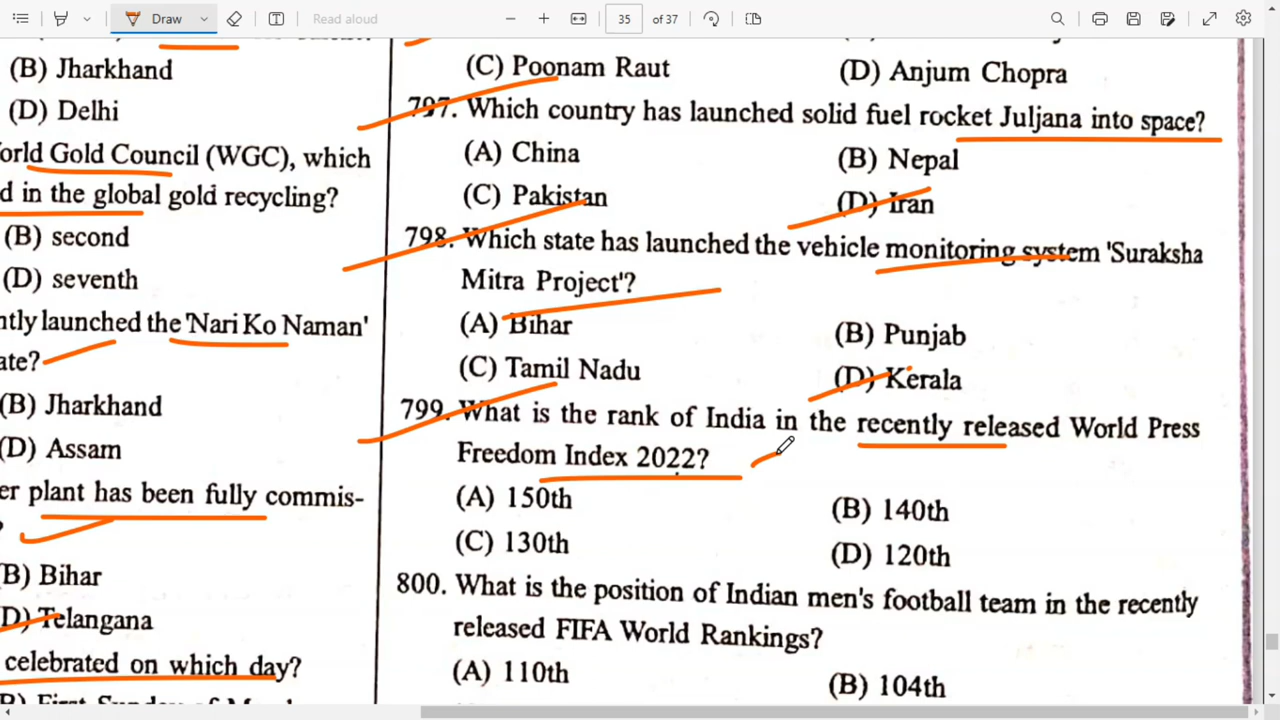 Draw
Read aloud
35
of 37
(B) Jharkhand
(D) Delhi
orld Gold Council (WGC), which
d in the global gold recycling?
(B) second
(D) seventh
ntly launched the 'Nari Ko Naman'
ate?
(B) Jharkhand
(D) Assam
er plant has been fully commis-
?
(B) Bihar
(D) Telangana
celebrated on which day?
(C) Poonam Raut
(D) Anjum Chopra
797. Which country has launched solid fuel rocket Juljana into space?
(A) China
(B) Nepal
(C) Pakistan
(D) Iran
798. Which state has launched the vehicle monitoring system 'Suraksha
Mitra Project'?
(A) Bihar
(B) Punjab
(C) Tamil Nadu
(D) Kerala
799. What is the rank of India in the recently released World Press
Freedom Index 2022?
(A) 150th
(B) 140th
(C) 130th
(D) 120th
800. What is the position of Indian men's football team in the recently
released FIFA World Rankings?
(A) 110th
(B) 104th